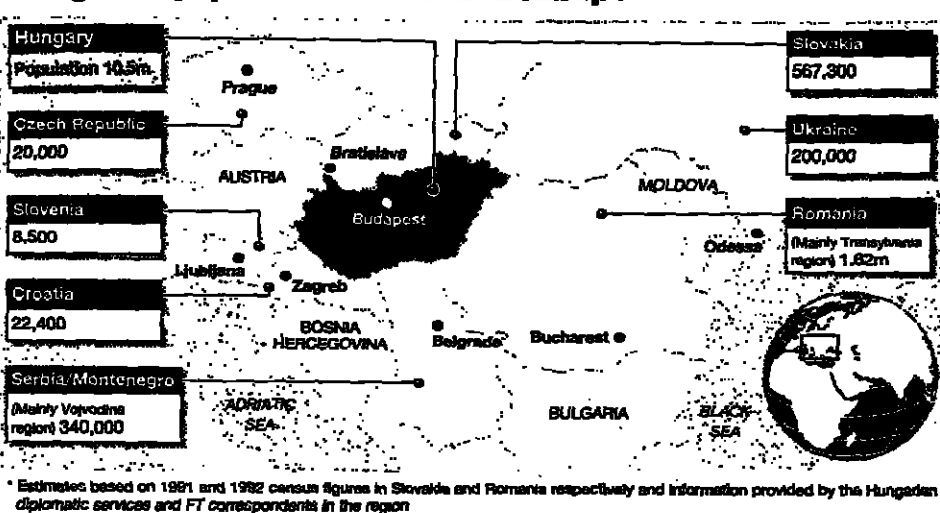 Hungary
Population 10.5m
Czech Republic
20,000
Slovenia
8,500
Croatia
22,400
Serbia/Montenegro
(Mainly Vojvodina
region) 340,000
Slovakia
567,300
Ukraine
200,000
Romania
(Mainly Transylvania
region) 1.62m
Prague
Bratislava
AUSTRIA
Budapest
MOLDOVA
Odessa
Ljubljana
Zagreb
BOSNIA
HERCEGOVINA
Belgrade
Bucharest
ADRIATIC
SEA
BULGARIA
BLACK
SEA
* Estimates based on 1991 and 1992 census figures in Slovakia and Romania respectively and information provided by the Hungarian
diplomatic services and FT correspondents in the region